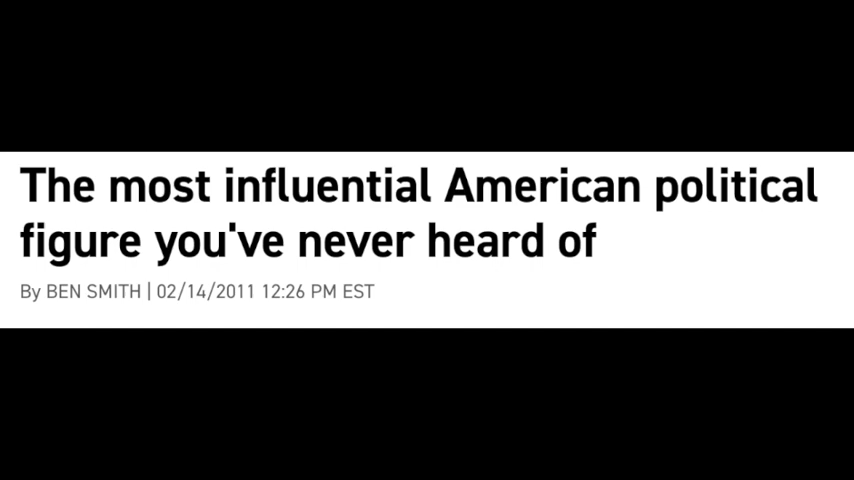 The most influential American political
figure you've never heard of
By BEN SMITH | 02/14/2011 12:26 PM EST